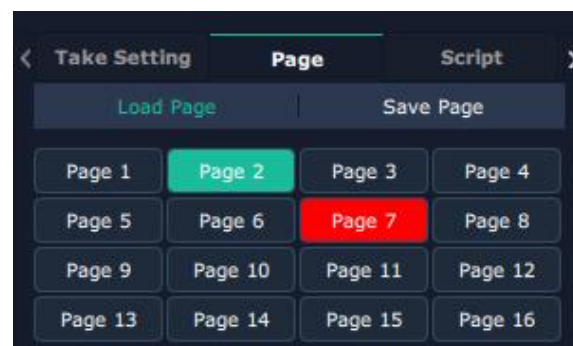 Take Setting Page Script
Load Page Save Page
Page 1 Page 2 Page 3 Page 4
Page 5 Page 6 Page 7 Page 8
Page 9 Page 10 Page 11 Page 12
Page 13 Page 14 Page 15 Page 16